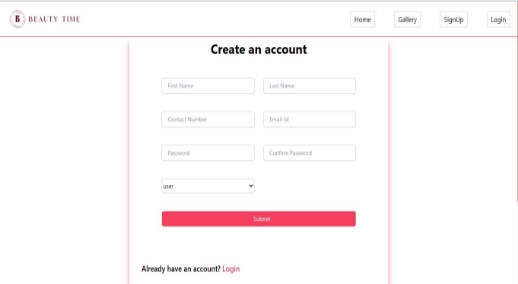 B BEAUTY TIME
Home Gallery SignUp Login
Create an account
First Name Last Name
Contact Number Email-Id
Password Confirm Password
user
Submit
Already have an account? Login